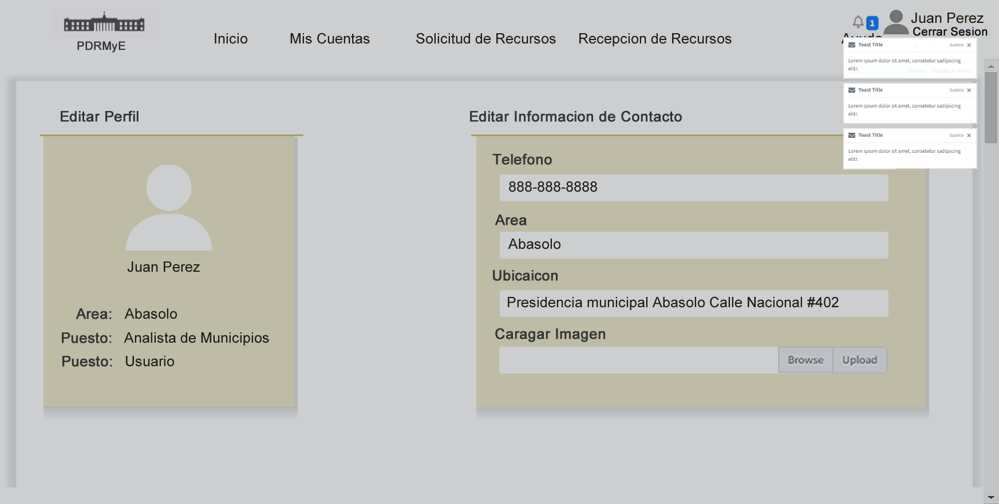 PDRMyE
Inicio
Mis Cuentas
Solicitud de Recursos
Recepcion de Recursos
Ayuda
1
Juan Perez
Cerrar Sesion
Toast Title
Subtitle
Lorem ipsum dolor sit amet, consetetur sadipscing
elitr.
Home / Modals & Alerts
Toast Title
Subtitle
Lorem ipsum dolor sit amet, consetetur sadipscing
elitr.
Toast Title
Subtitle
Lorem ipsum dolor sit amet, consetetur sadipscing
elitr.
Editar Perfil
Juan Perez
Area: Abasolo
Puesto: Analista de Municipios
Puesto: Usuario
Editar Informacion de Contacto
Telefono
888-888-8888
Area
Abasolo
Ubicaicon
Presidencia municipal Abasolo Calle Nacional #402
Caragar Imagen
Browse
Upload